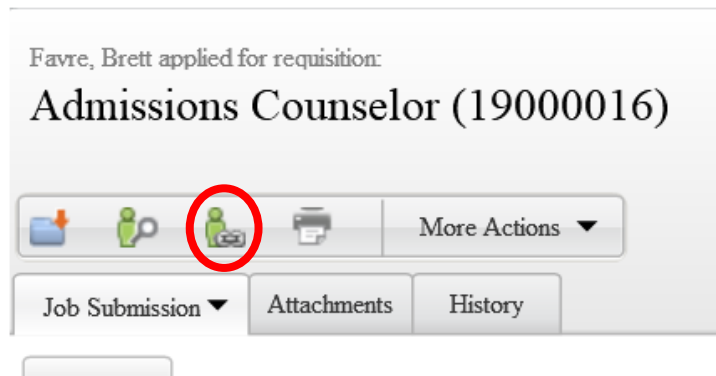 Favre, Brett applied for requisition:
Admissions Counselor (19000016)
More Actions
Job Submission
Attachments
History